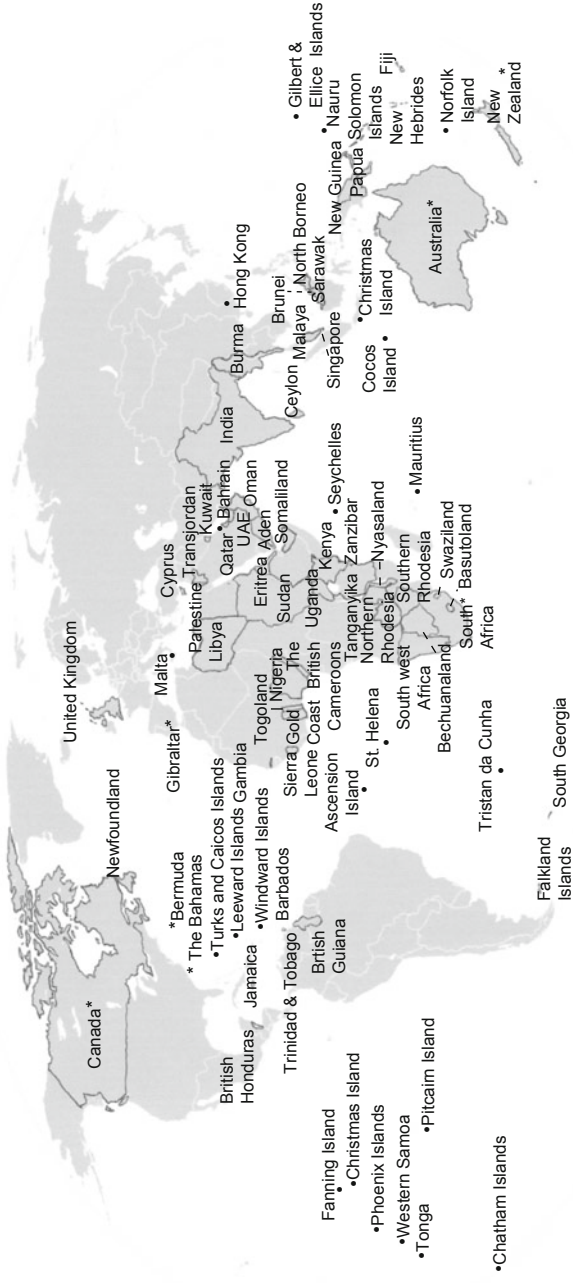 Canada*
Newfoundland
United Kingdom
*Bermuda
* The Bahamas
•Turks and Caicos Islands
•Leeward Islands
•Windward Islands
Barbados
Jamaica
British
Honduras
Trinidad & Tobago
Brtish
Guiana
Fanning Island
•Christmas Island
•Phoenix Islands
•Western Samoa
•Tonga
•Pitcairn Island
•Chatham Islands
Falkland
Islands
South Georgia
Tristan da Cunha
St. Helena
Ascension
Island
Gibraltar*
Malta
Cyprus
Palestine
Transjordan
Kuwait
Bahrain
Qatar
UAE
Oman
Aden
Libya
Eritrea
Sudan
Somaliland
Gambia
Sierra
Leone
Gold
Coast
Togoland
Nigeria
The
British
Cameroons
Uganda
Kenya
Tanganyika
Zanzibar
Seychelles
Northern
Rhodesia
Nyasaland
Southern
Rhodesia
South west
Africa
Bechuanaland
Swaziland
Basutoland
South*
Africa
Mauritius
India
Burma
Ceylon
Hong Kong
Malaya
Singapore
Brunei
North Borneo
Sarawak
Cocos
Island
Christmas
Island
New Guinea
Papua
Solomon
Islands
Nauru
Gilbert &
Ellice Islands
Fiji
New
Hebrides
Norfolk
Island
New *
Zealand
Australia*